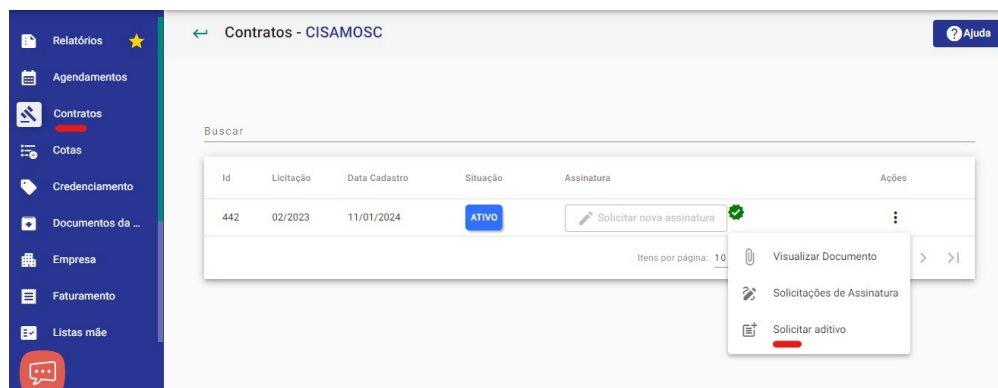 Relatórios
Agendamentos
Contratos
Cotas
Credenciamento
Documentos da ...
Empresa
Faturamento
Listas mãe
Contratos - CISAMOSC
? Ajuda
Buscar
Id Licitação Data Cadastro Situação Assinatura Ações
442 02/2023 11/01/2024 ATIVO Solicitar nova assinatura
Itens por página: 10
Visualizar Documento
Solicitações de Assinatura
Solicitar aditivo